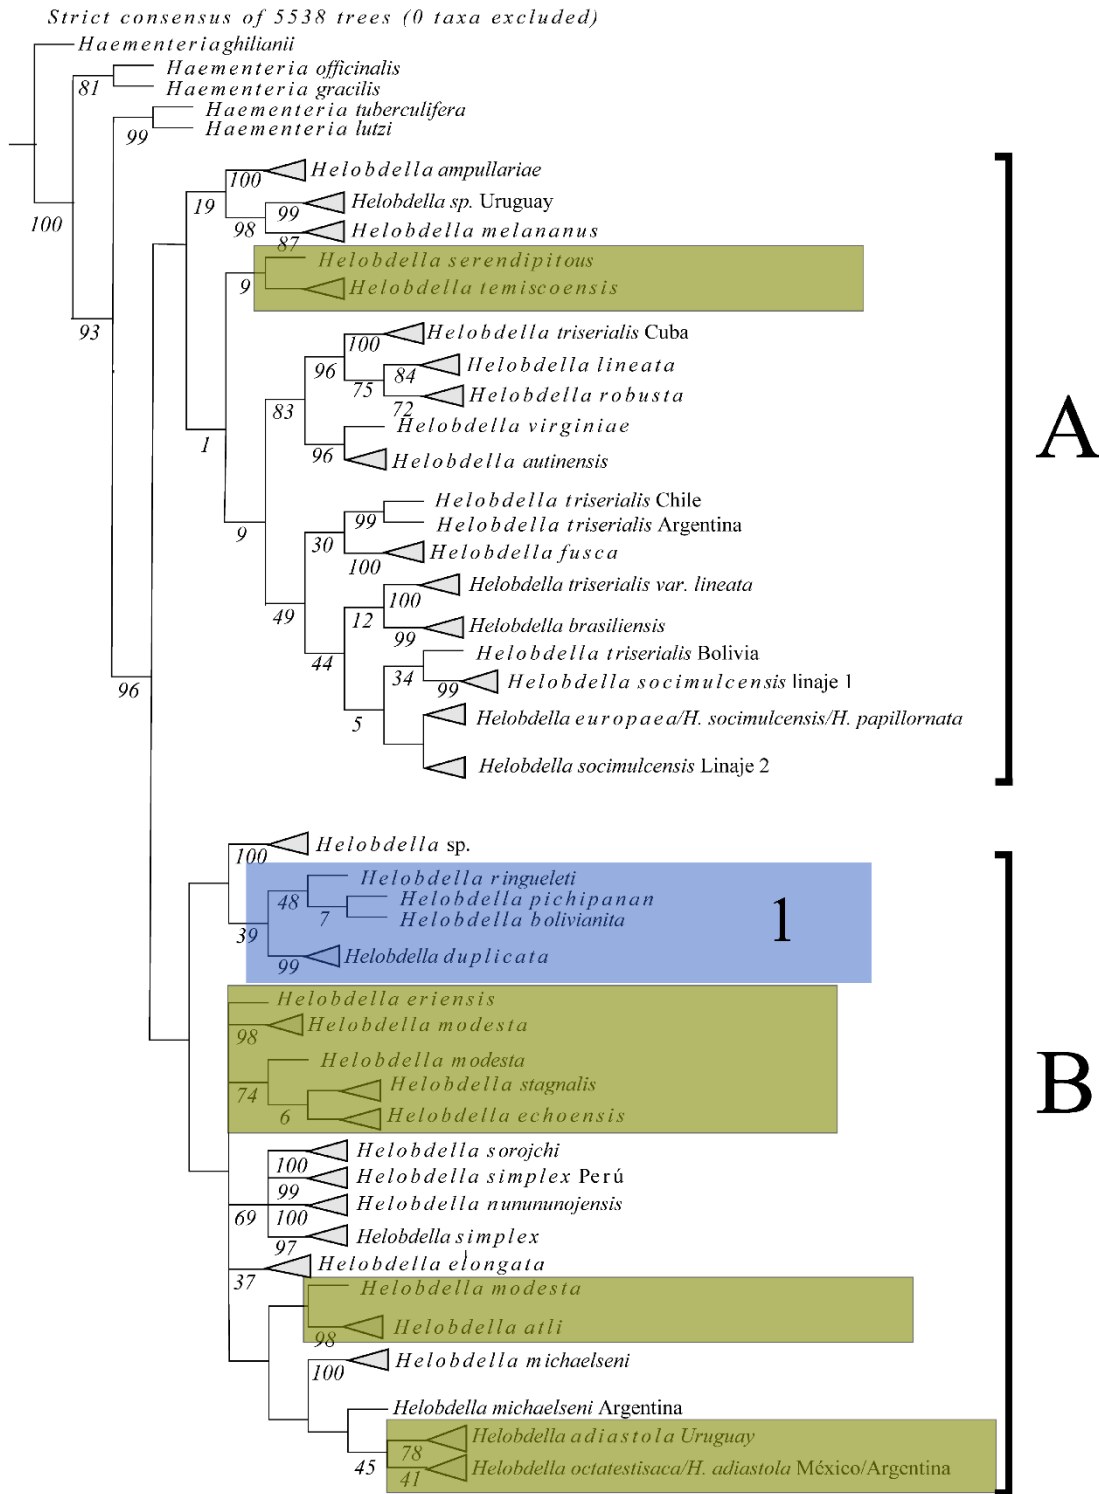 Strict consensus of 5538 trees (0 taxa excluded)
Haementeria ghilianii
Haementeria officinalis
81
Haementeria gracilis
Haementeria tuberculifera
99
Haementeria lutzi
Helobdella ampullariae
100
19
Helobdella sp. Uruguay
99
100
98
Helobdella melananus
87
Helobdella serendipitous
9
Helobdella temiscoensis
93
Helobdella triserialis Cuba
100
96
Helobdella lineata
84
75
Helobdella robusta
72
83
Helobdella virginiae
A
1
96
Helobdella autinensis
Helobdella triserialis Chile
99
Helobdella triserialis Argentina
9
30
Helobdella fusca
100
Helobdella triserialis var. lineata
100
49
12
Helobdella brasiliensis
99
44
Helobdella triserialis Bolivia
34
Helobdella socimulcensis linaje 1
99
96
5
Helobdella europaea/H. socimulcensis/H. papillornata
Helobdella socimulcensis Linaje 2
Helobdella sp.
100
Helobdella ringueleti
48
Helobdella pichipanan
7
Helobdella bolivianita
1
39
Helobdella duplicata
99
Helobdella eriensis
Helobdella modesta
98
Helobdella modesta
74
Helobdella stagnalis
6
Helobdella echoensis
B
Helobdella sorojchi
100
Helobdella simplex Perú
99
Helobdella nunununojensis
69
100
Helobdella simplex
97
Helobdella elongata
37
Helobdella modesta
Helobdella atli
98
Helobdella michaelseni
100
Helobdella michaelseni Argentina
Helobdella adiastola Uruguay
78
45
Helobdella octatestisaca/H. adiastola México/Argentina
41